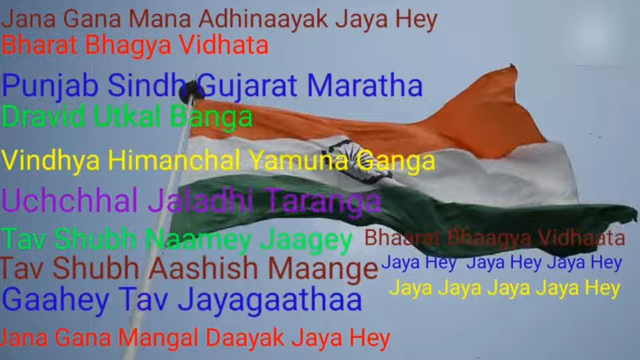 Jana Gana Mana Adhinaayak Jaya Hey
Bharat Bhagya Vidhata
Punjab Sindh Gujarat Maratha
Dravid Utkal Banga
Vindhya Himanchal Yamuna Ganga
Uchchhal Jaladhi Taranga
Tav Shubh Naamey Jaagey
Tav Shubh Aashish Maange
Gaahey Tav Jayagaathaa
Jana Gana Mangal Daayak Jaya Hey
Bhaarat Bhaagya Vidhaata
Jaya Hey Jaya Hey Jaya Hey
Jaya Jaya Jaya Jaya Hey